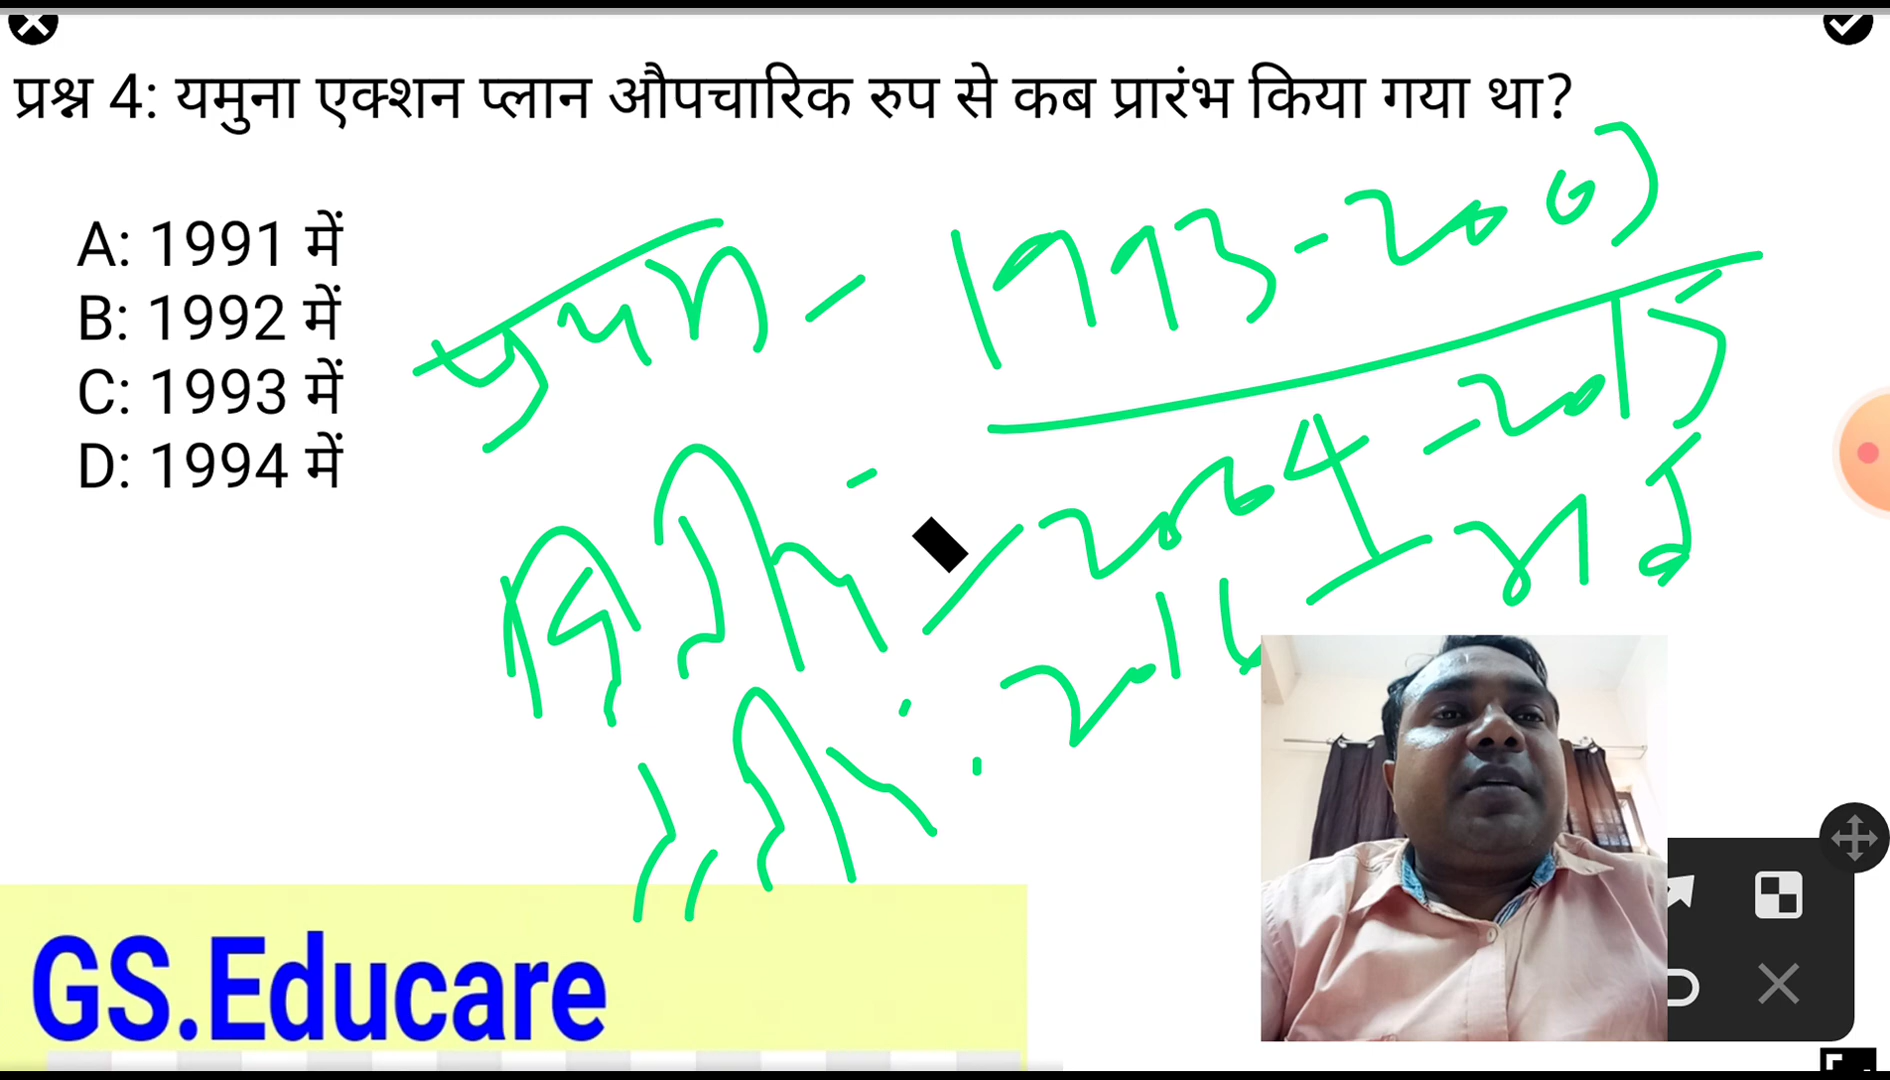 प्रश्न 4: यमुना एक्शन प्लान औपचारिक रुप से कब प्रारंभ किया गया था?
A: 1991 में
B: 1992 में
C: 1993 में
D: 1994 में
प्रथम - 1993-2003
द्वितीय - 2004 - 2015
GS.Educare